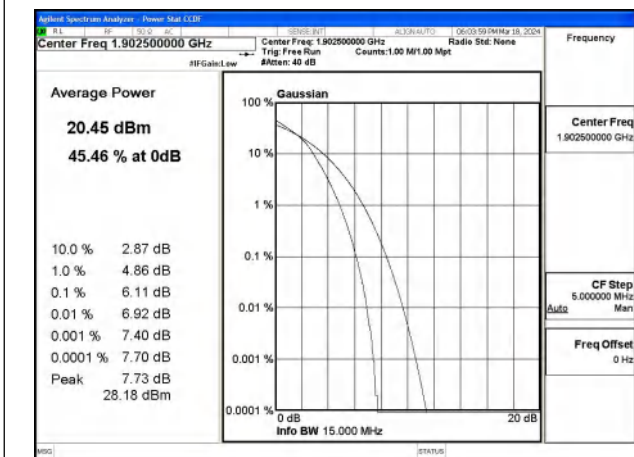 Agilent Spectrum Analyzer - Power Stat CCDF
RL RF 50 Ω AC SENSE:INT ALIGN AUTO 06:03:59 PM Mar 18, 2024
Center Freq 1.902500000 GHz
Center Freq: 1.902500000 GHz Radio Std: None
Trig: Free Run Counts:1.00 M/1.00 Mpt
#IFGain:Low #Atten: 40 dB
Frequency
Average Power
20.45 dBm
45.46 % at 0dB
10.0 % 2.87 dB
1.0 % 4.86 dB
0.1 % 6.11 dB
0.01 % 6.92 dB
0.001 % 7.40 dB
0.0001 % 7.70 dB
Peak 7.73 dB
28.18 dBm
Gaussian
100 %
10 %
1 %
0.1 %
0.01 %
0.001 %
0.0001 %
0 dB 20 dB
Info BW 15.000 MHz
Center Freq
1.902500000 GHz
CF Step
5.000000 MHz
Auto Man
Freq Offset
0 Hz
MSG STATUS